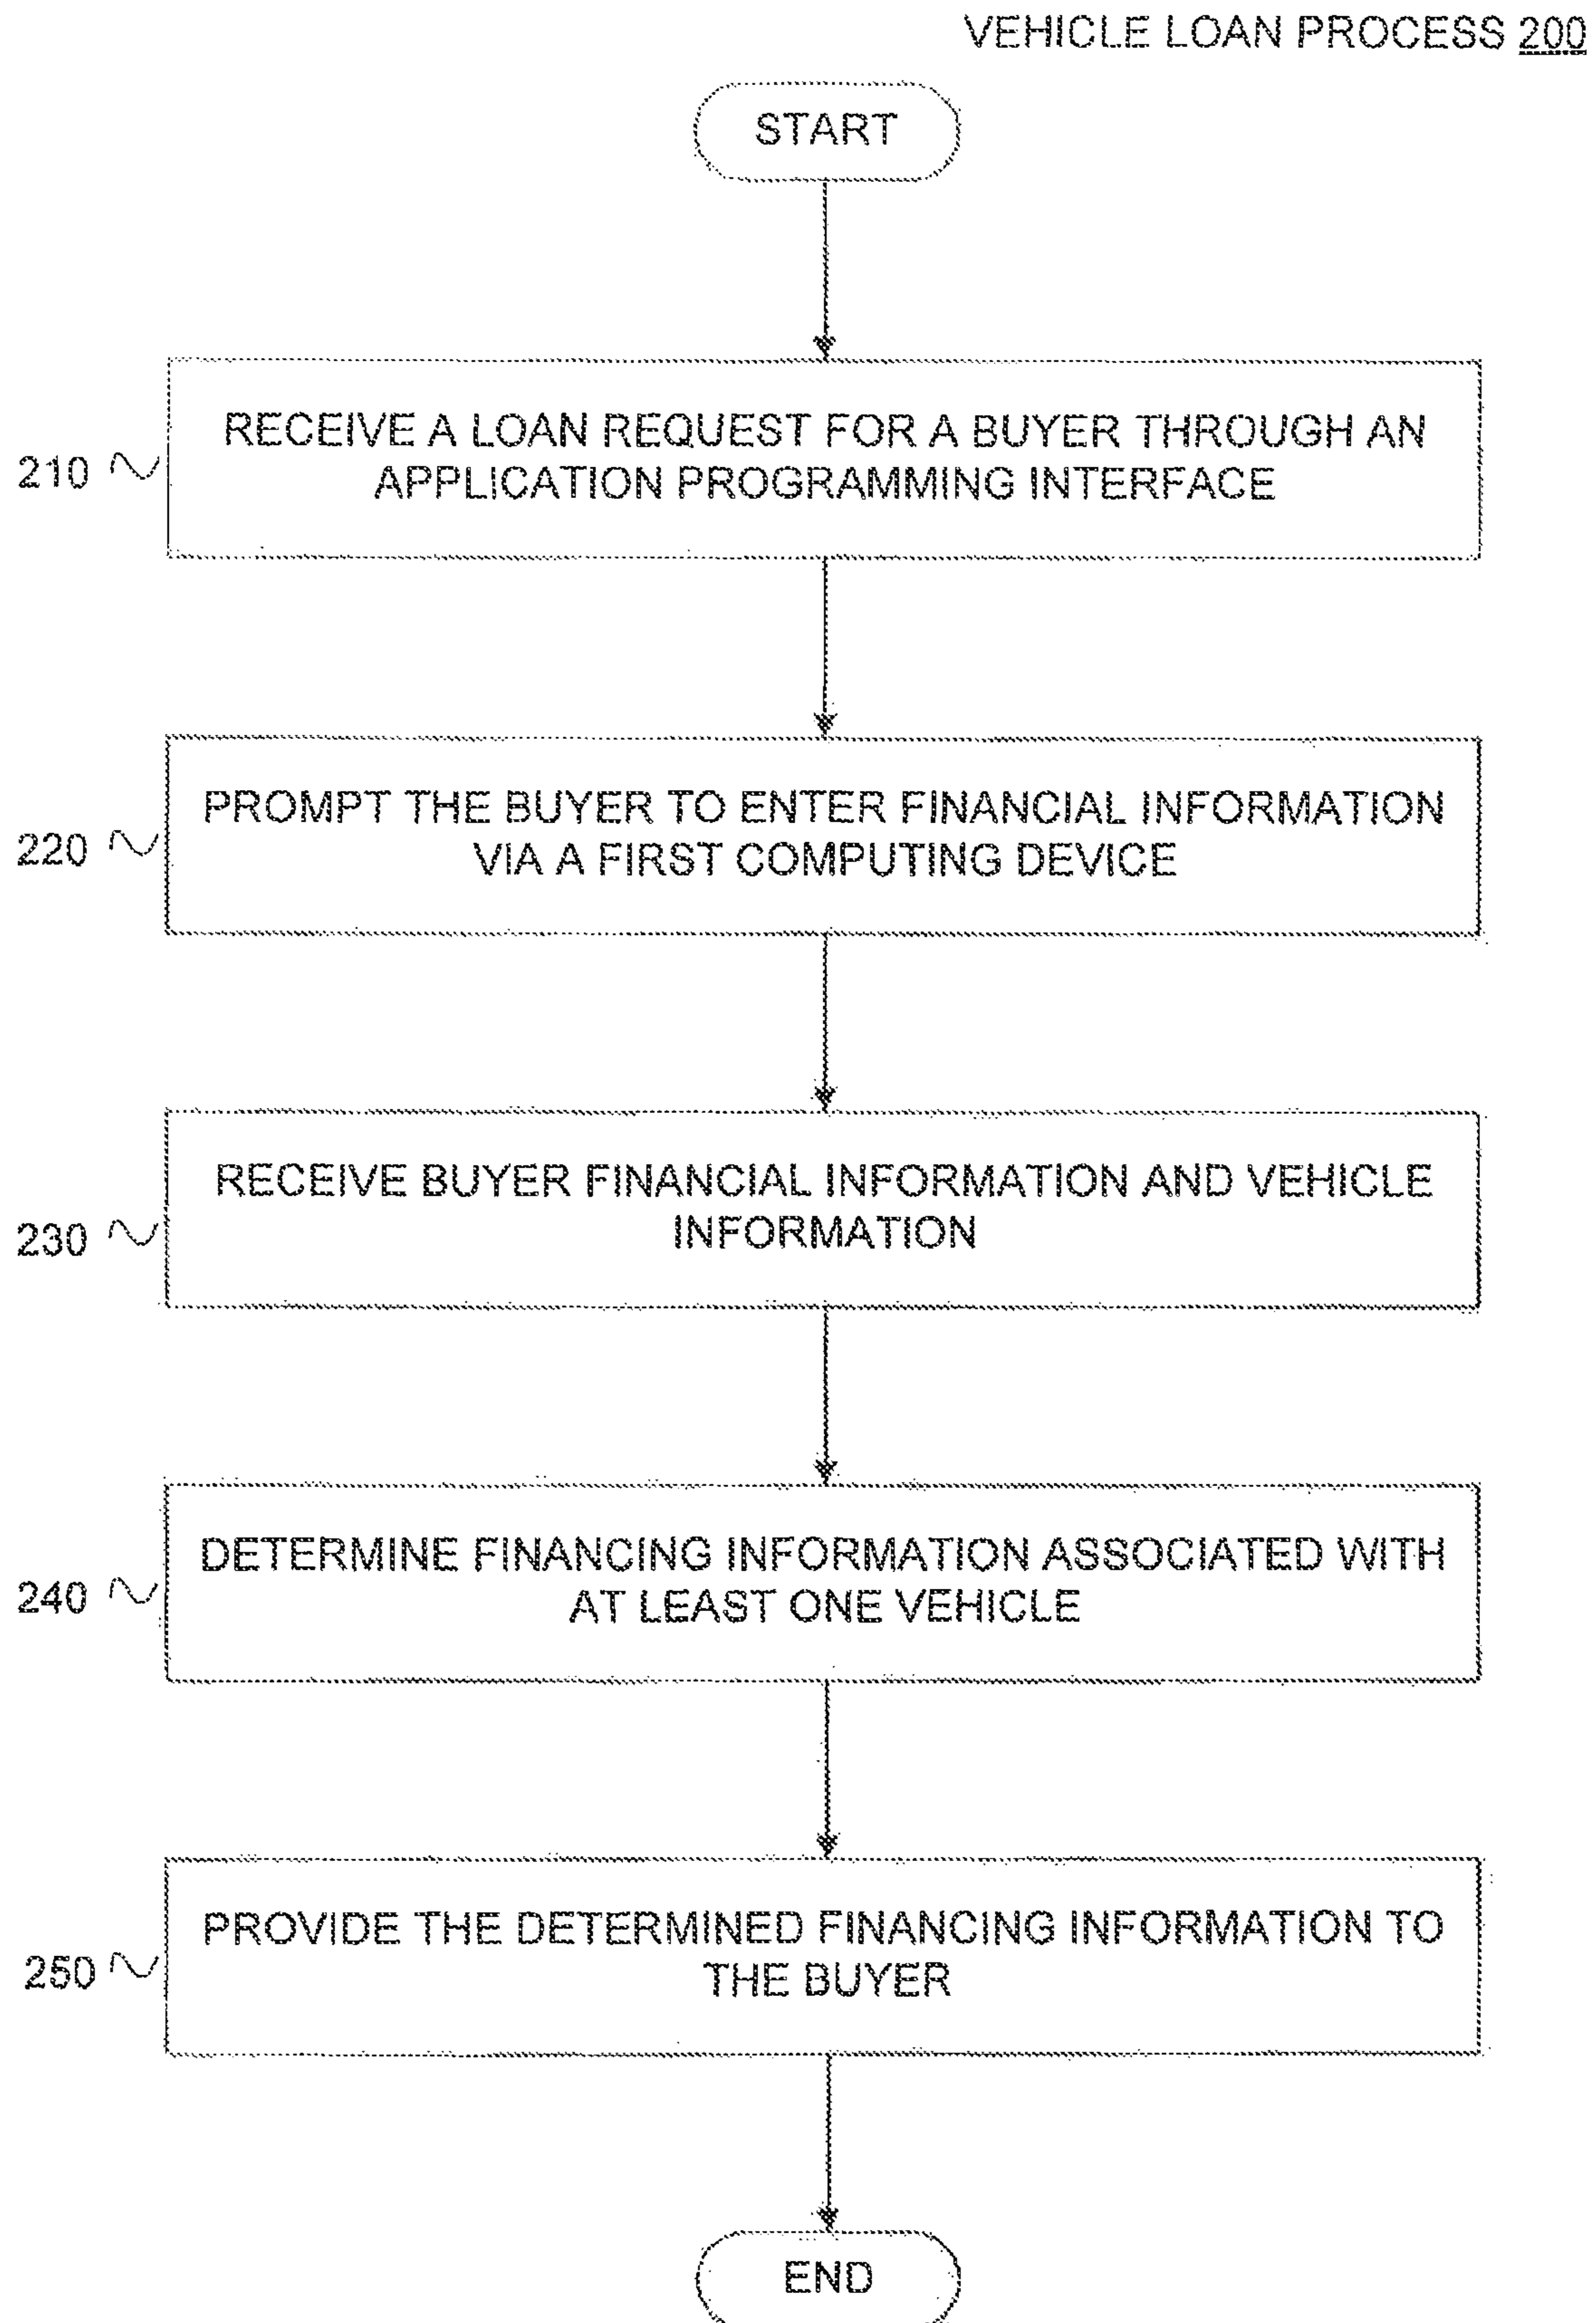 VEHICLE LOAN PROCESS 200
START
RECEIVE A LOAN REQUEST FOR A BUYER THROUGH AN
APPLICATION PROGRAMMING INTERFACE
210
PROMPT THE BUYER TO ENTER FINANCIAL INFORMATION
VIA A FIRST COMPUTING DEVICE
220
RECEIVE BUYER FINANCIAL INFORMATION AND VEHICLE
INFORMATION
230
DETERMINE FINANCING INFORMATION ASSOCIATED WITH
AT LEAST ONE VEHICLE
240
PROVIDE THE DETERMINED FINANCING INFORMATION TO
THE BUYER
250
END